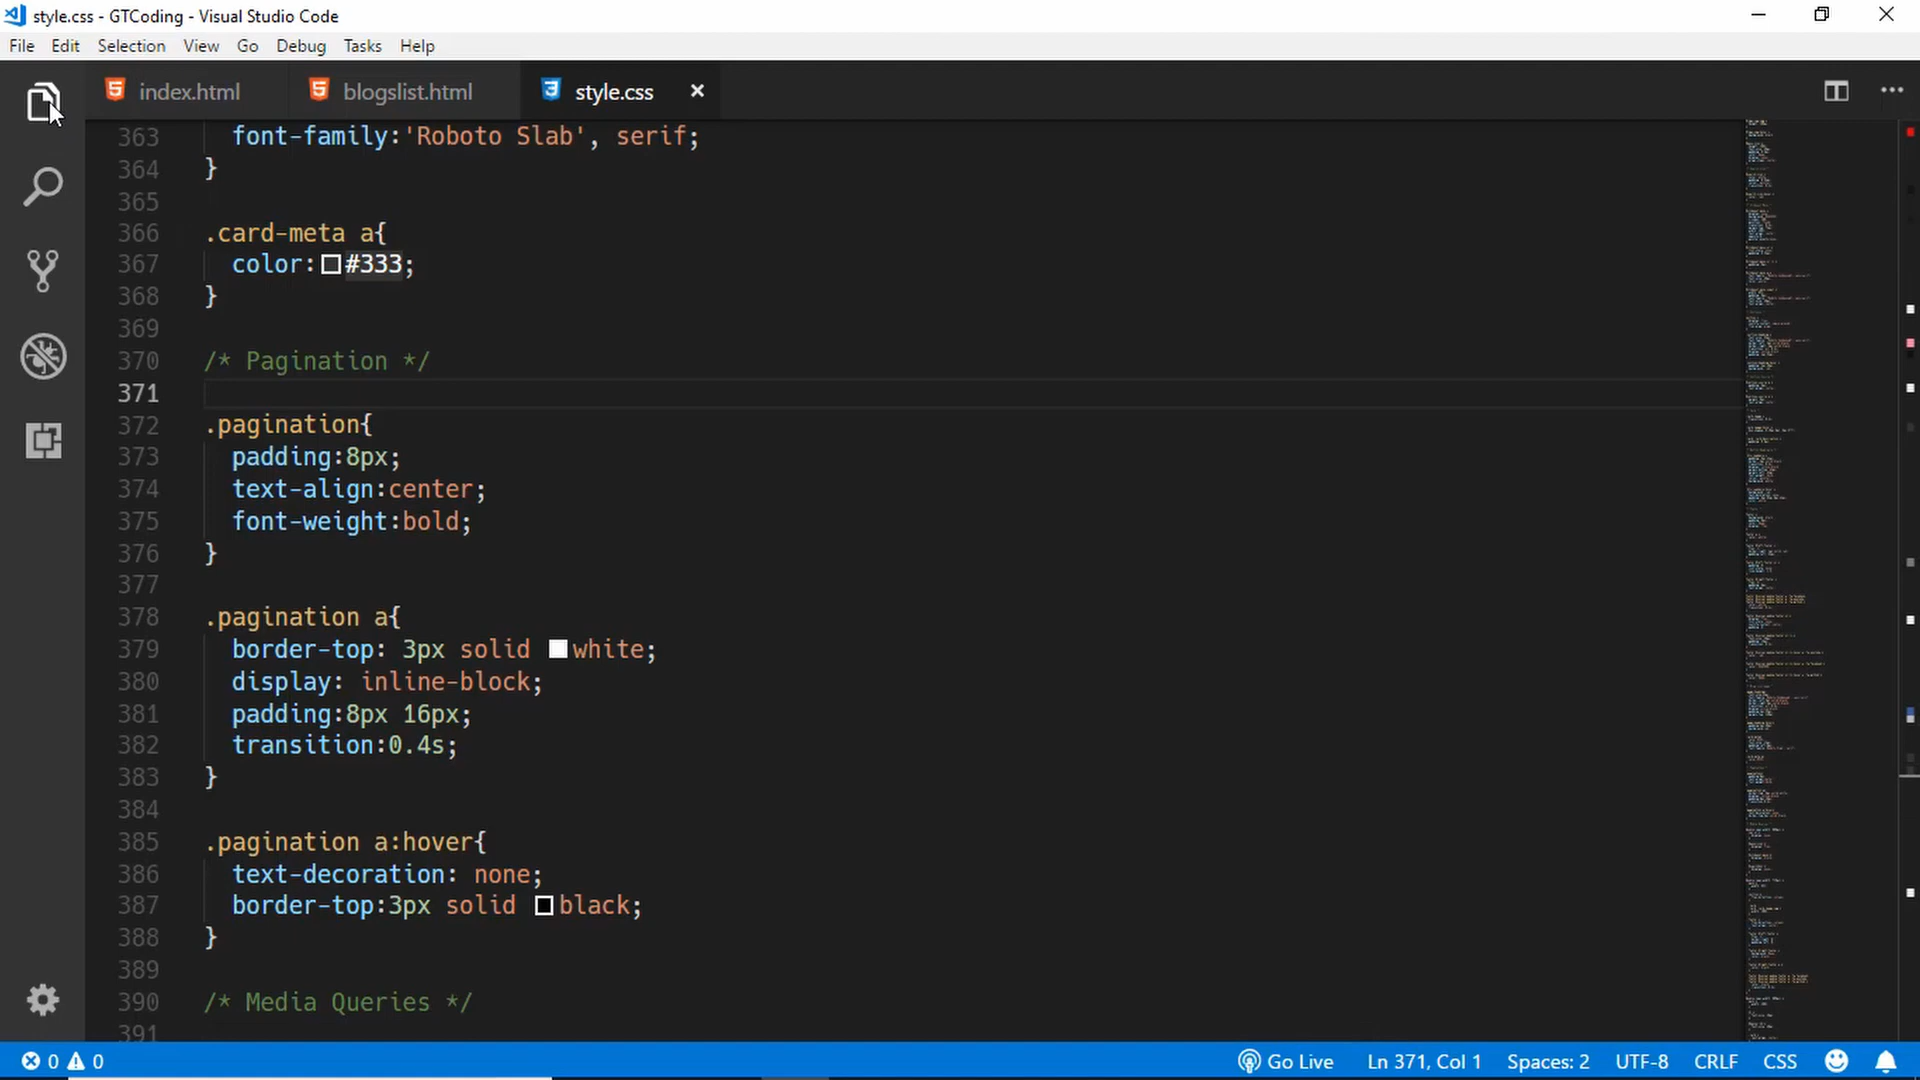 style.css - GTCoding - Visual Studio Code
File Edit Selection View Go Debug Tasks Help
index.html blogslist.html style.css
363 font-family:'Roboto Slab', serif;
364 }
365
366 .card-meta a{
367 color:#333;
368 }
369
370 /* Pagination */
371
372 .pagination{
373 padding:8px;
374 text-align:center;
375 font-weight:bold;
376 }
377
378 .pagination a{
379 border-top: 3px solid white;
380 display: inline-block;
381 padding:8px 16px;
382 transition:0.4s;
383 }
384
385 .pagination a:hover{
386 text-decoration: none;
387 border-top:3px solid black;
388 }
389
390 /* Media Queries */
391
0 0 Go Live Ln 371, Col 1 Spaces: 2 UTF-8 CRLF CSS